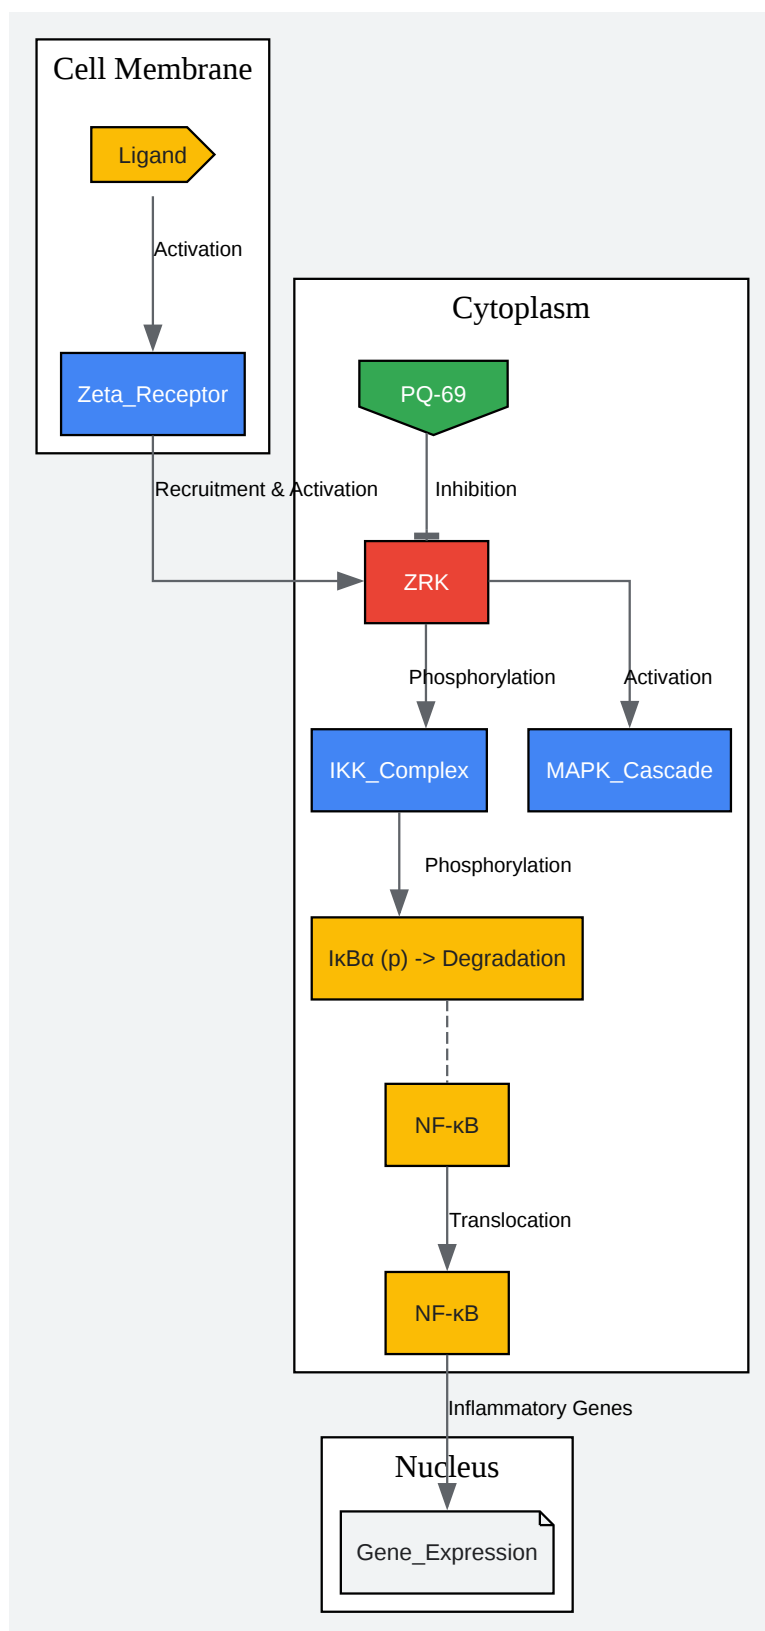 Cell Membrane
Ligand
Activation
Zeta_Receptor
Recruitment & Activation
Cytoplasm
PQ-69
Inhibition
ZRK
Phosphorylation
Activation
IKK_Complex
MAPK_Cascade
Phosphorylation
IκBα (p) -> Degradation
NF-κB
Translocation
NF-κB
Inflammatory Genes
Nucleus
Gene_Expression